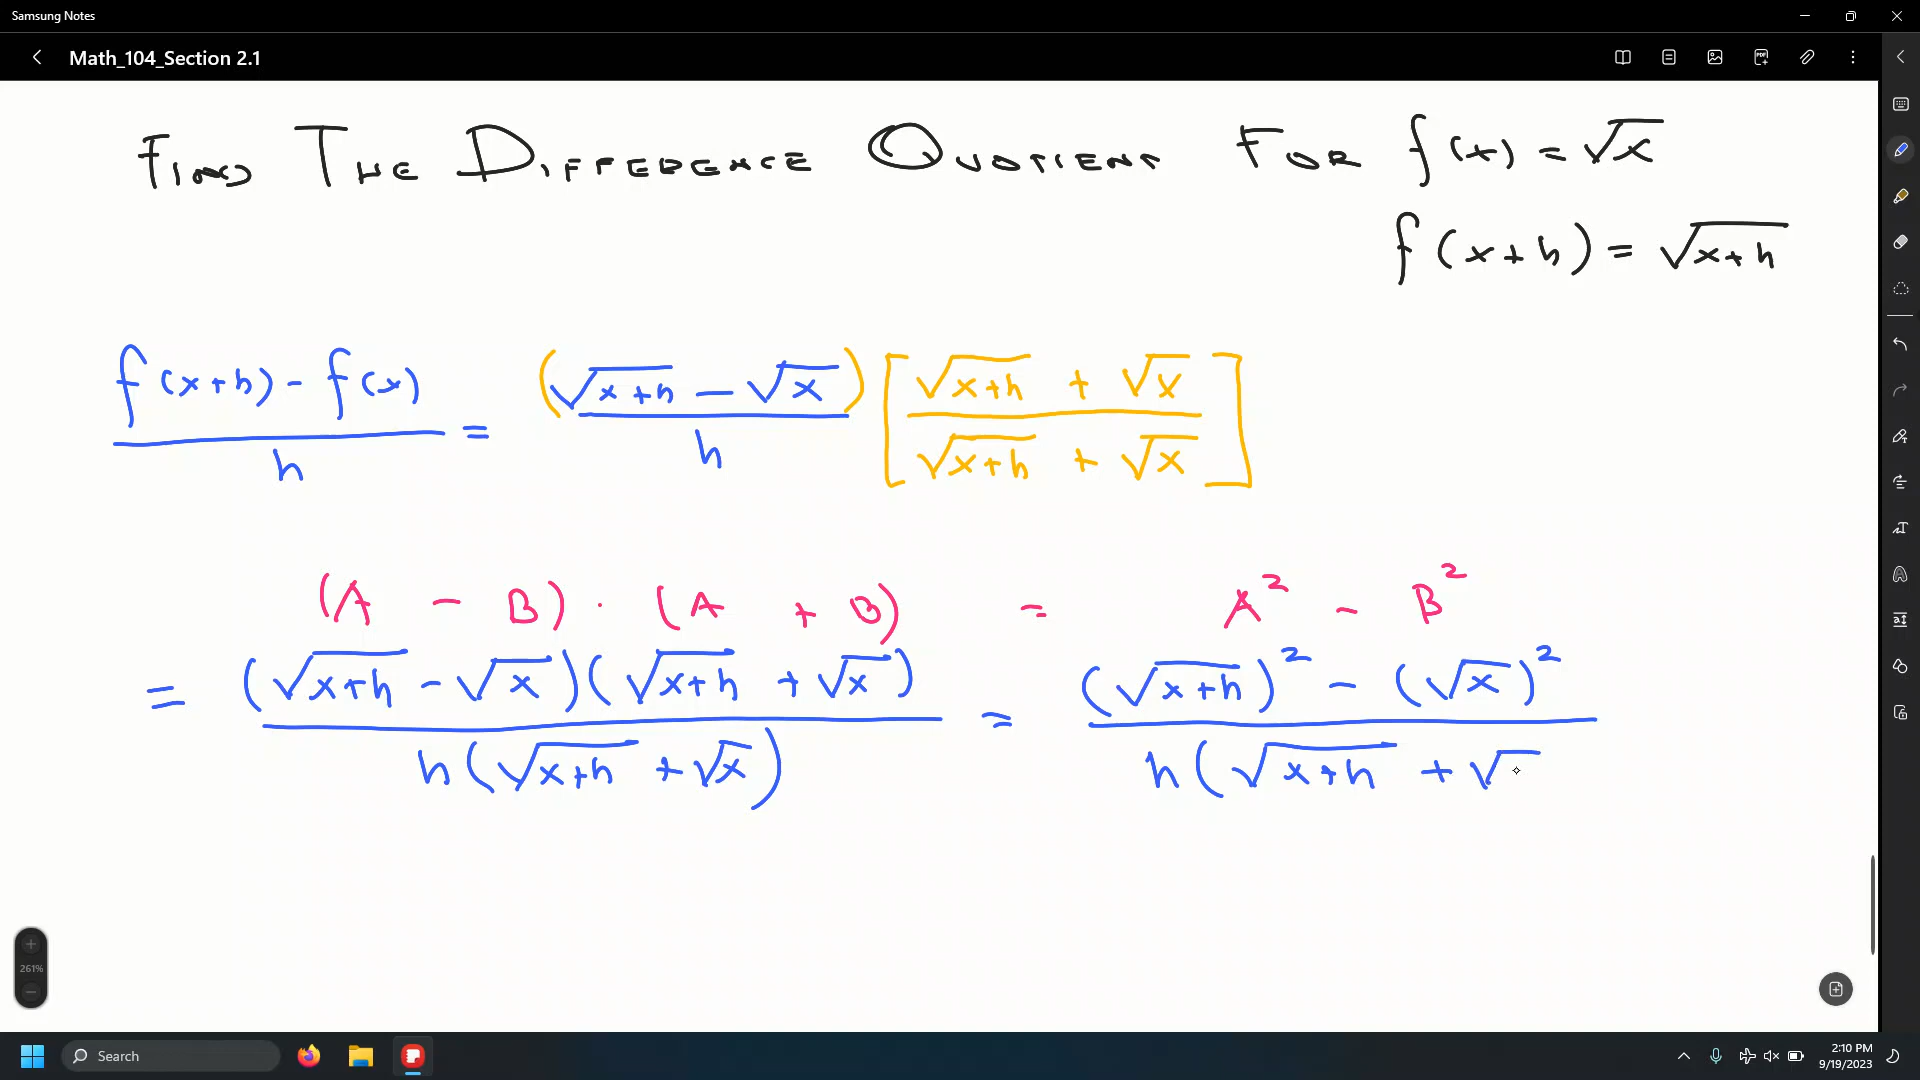 Samsung Notes
Math_104_Section 2.1
FIND THE DIFFERENCE QUOTIENT FOR f(x) = √x
f(x+h) = √(x+h)
(f(x+h) - f(x))/h = (√(x+h) - √x)/h [(√(x+h) + √x)/(√(x+h) + √x)]
(A - B) · (A + B) = A² - B²
= (√(x+h) - √x)(√(x+h) + √x)/(h(√(x+h) + √x)) = ((√(x+h))² - (√x)²)/(h(√(x+h) + √
261%
Search
2:10 PM
9/19/2023